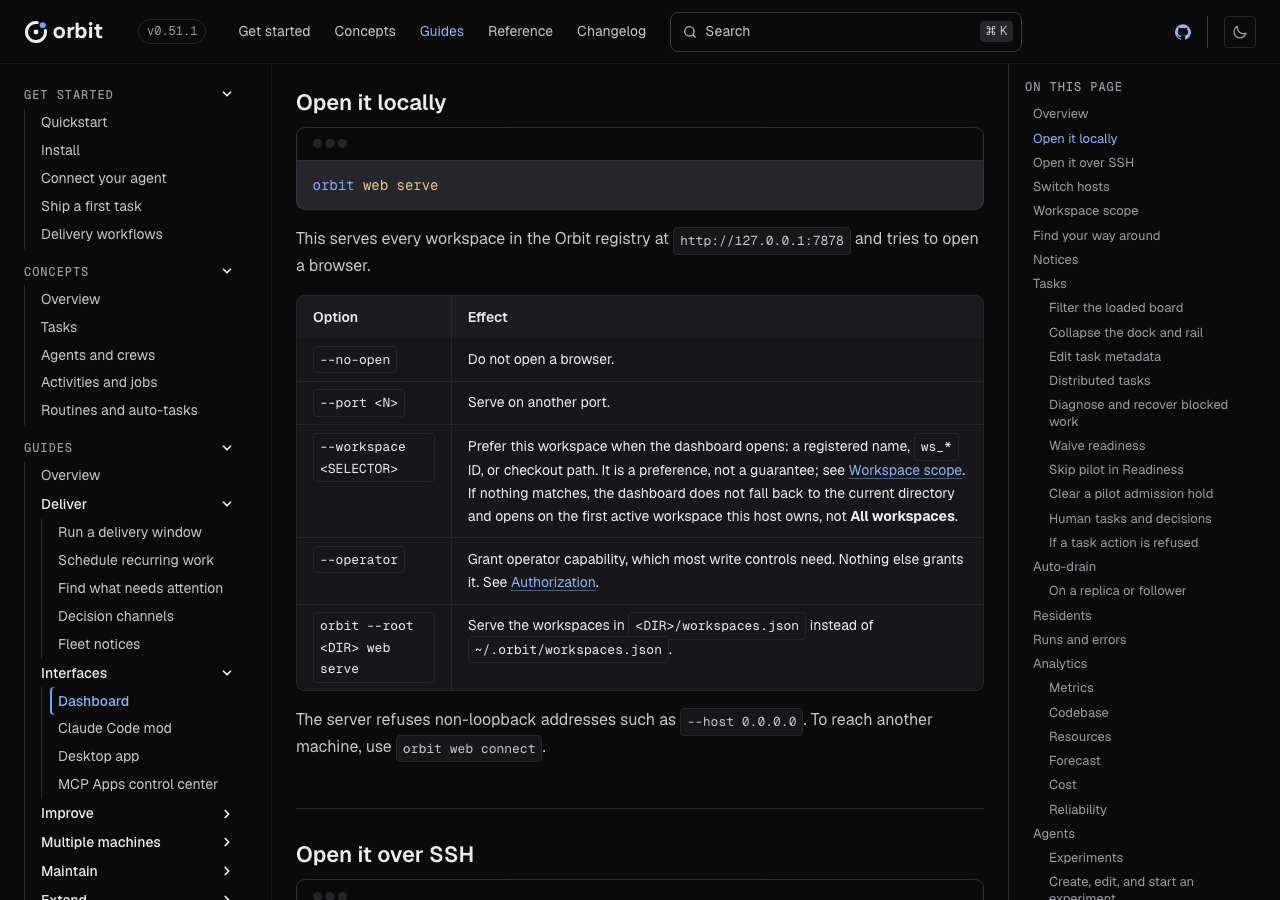 orbit
v0.51.1
Get started
Concepts
Guides
Reference
Changelog
Search
⌘ K
GET STARTED
Quickstart
Install
Connect your agent
Ship a first task
Delivery workflows
CONCEPTS
Overview
Tasks
Agents and crews
Activities and jobs
Routines and auto-tasks
GUIDES
Overview
Deliver
Run a delivery window
Schedule recurring work
Find what needs attention
Decision channels
Fleet notices
Interfaces
Dashboard
Claude Code mod
Desktop app
MCP Apps control center
Improve
Multiple machines
Maintain
Extend
Open it locally
orbit web serve
This serves every workspace in the Orbit registry at http://127.0.0.1:7878 and tries to open
a browser.
Option
Effect
--no-open
Do not open a browser.
--port <N>
Serve on another port.
--workspace
<SELECTOR>
Prefer this workspace when the dashboard opens: a registered name, ws_*
ID, or checkout path. It is a preference, not a guarantee; see Workspace scope.
If nothing matches, the dashboard does not fall back to the current directory
and opens on the first active workspace this host owns, not All workspaces.
--operator
Grant operator capability, which most write controls need. Nothing else grants
it. See Authorization.
orbit --root
<DIR> web
serve
Serve the workspaces in <DIR>/workspaces.json instead of
~/.orbit/workspaces.json.
The server refuses non-loopback addresses such as --host 0.0.0.0. To reach another
machine, use orbit web connect.
Open it over SSH
ON THIS PAGE
Overview
Open it locally
Open it over SSH
Switch hosts
Workspace scope
Find your way around
Notices
Tasks
Filter the loaded board
Collapse the dock and rail
Edit task metadata
Distributed tasks
Diagnose and recover blocked
work
Waive readiness
Skip pilot in Readiness
Clear a pilot admission hold
Human tasks and decisions
If a task action is refused
Auto-drain
On a replica or follower
Residents
Runs and errors
Analytics
Metrics
Codebase
Resources
Forecast
Cost
Reliability
Agents
Experiments
Create, edit, and start an
experiment